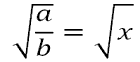 √(a/b) = √x